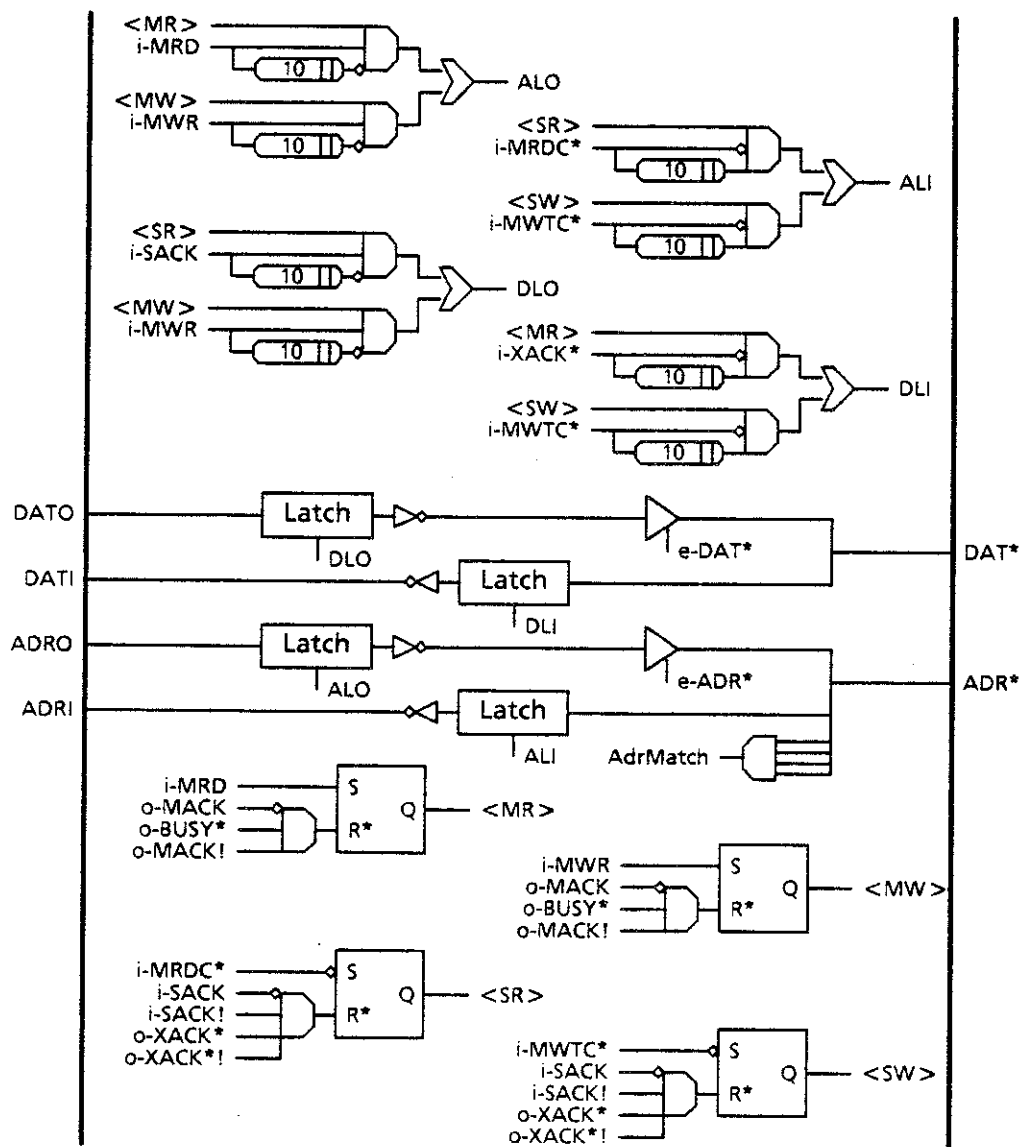 <MR>
i-MRD
10
ALO
<MW>
i-MWR
10
<SR>
i-MRDC*
10
ALI
<SW>
i-MWTC*
10
<SR>
i-SACK
10
DLO
<MW>
i-MWR
10
<MR>
i-XACK*
10
DLI
<SW>
i-MWTC*
10
DATO
Latch
DLO
e-DAT*
DAT*
DATI
Latch
DLI
ADRO
Latch
ALO
e-ADR*
ADR*
ADRI
Latch
ALI
AdrMatch
i-MRD
o-MACK
o-BUSY*
o-MACK!
S
R*
Q
<MR>
i-MWR
o-MACK
o-BUSY*
o-MACK!
S
R*
Q
<MW>
i-MRDC*
i-SACK
i-SACK!
o-XACK*
o-XACK*!
S
R*
Q
<SR>
i-MWTC*
i-SACK
i-SACK!
o-XACK*
o-XACK*!
S
R*
Q
<SW>